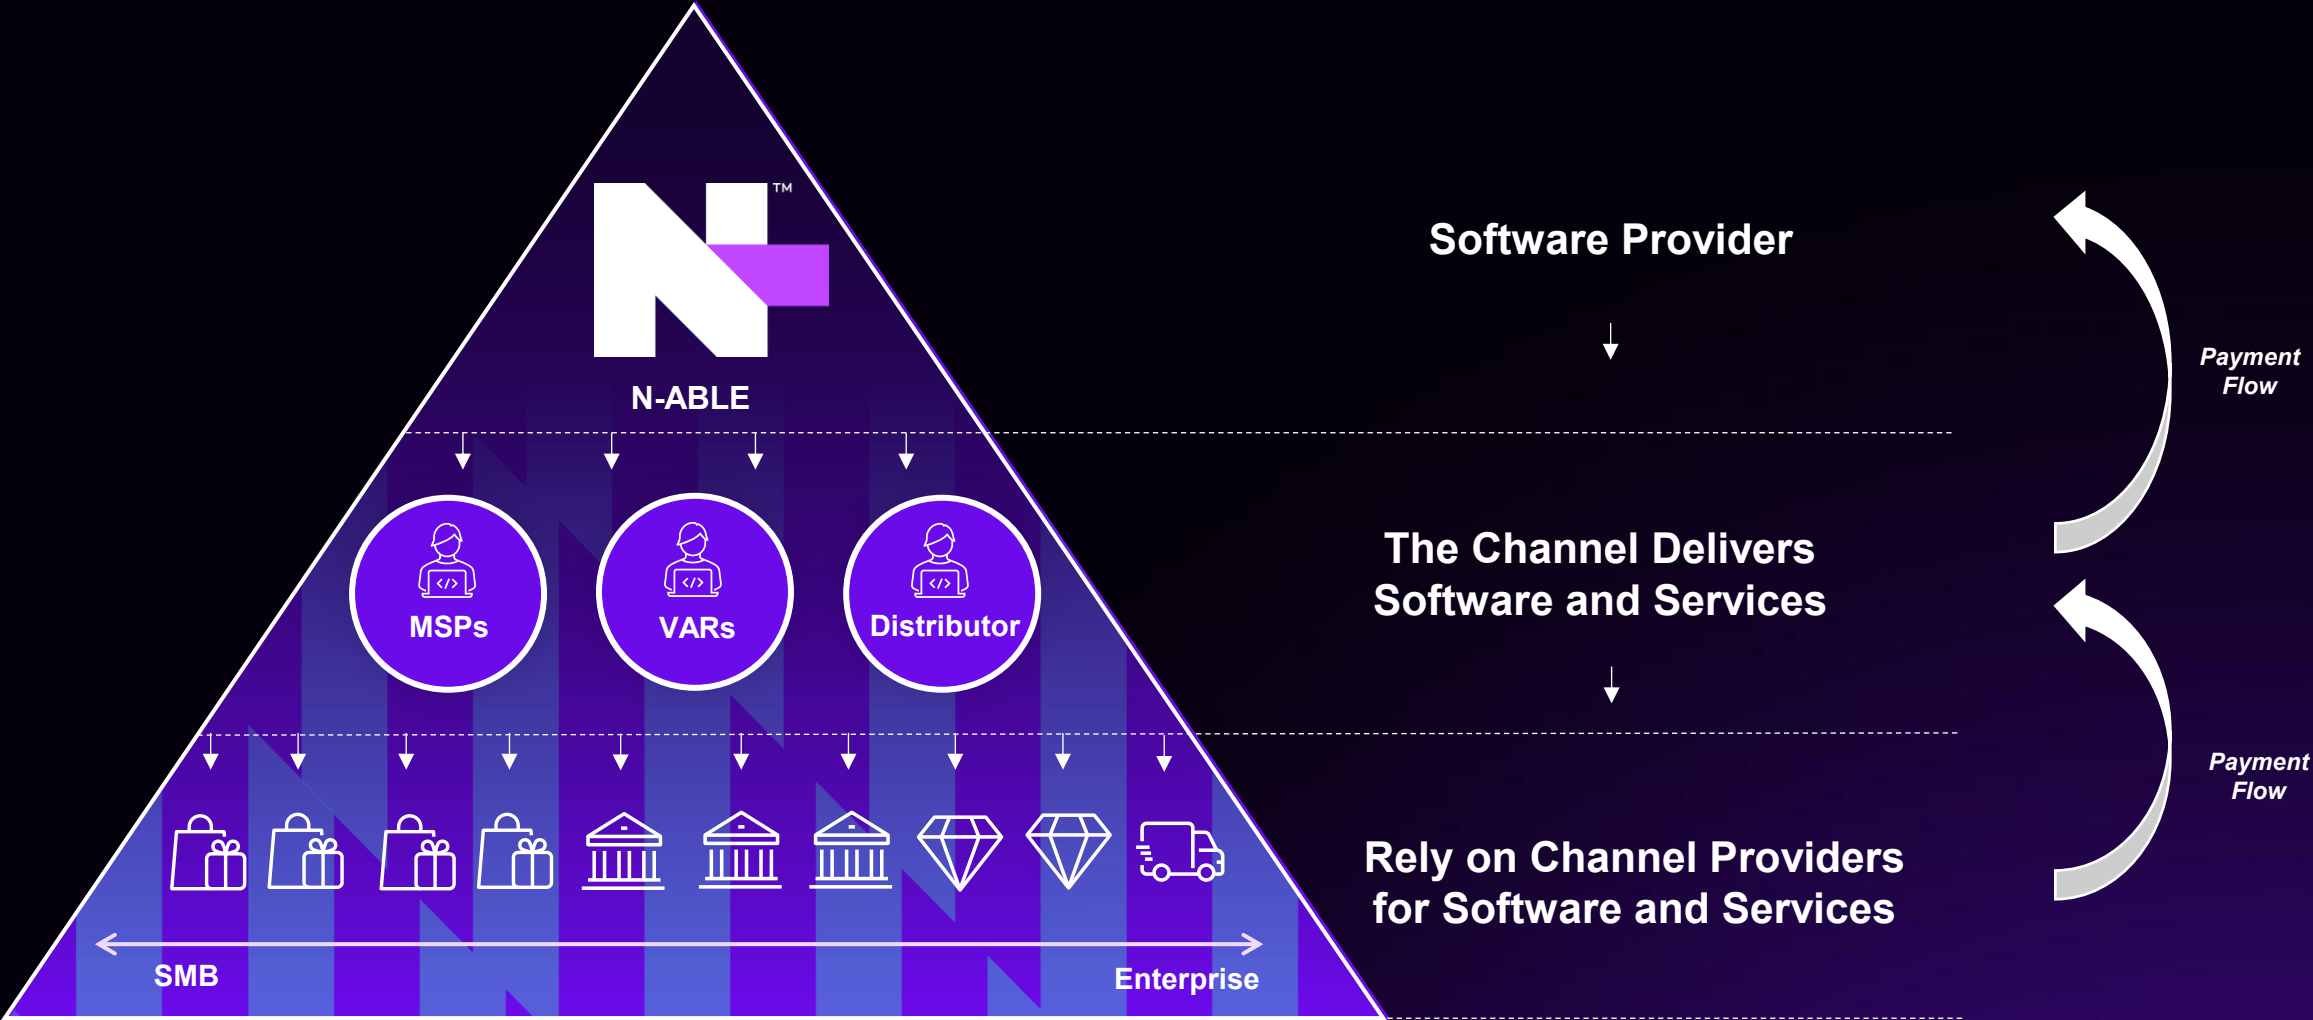 ™
N-ABLE
Software Provider
Payment
Flow
MSPs
VARs
Distributor
The Channel Delivers
Software and Services
Payment
Flow
Rely on Channel Providers
for Software and Services
SMB
Enterprise